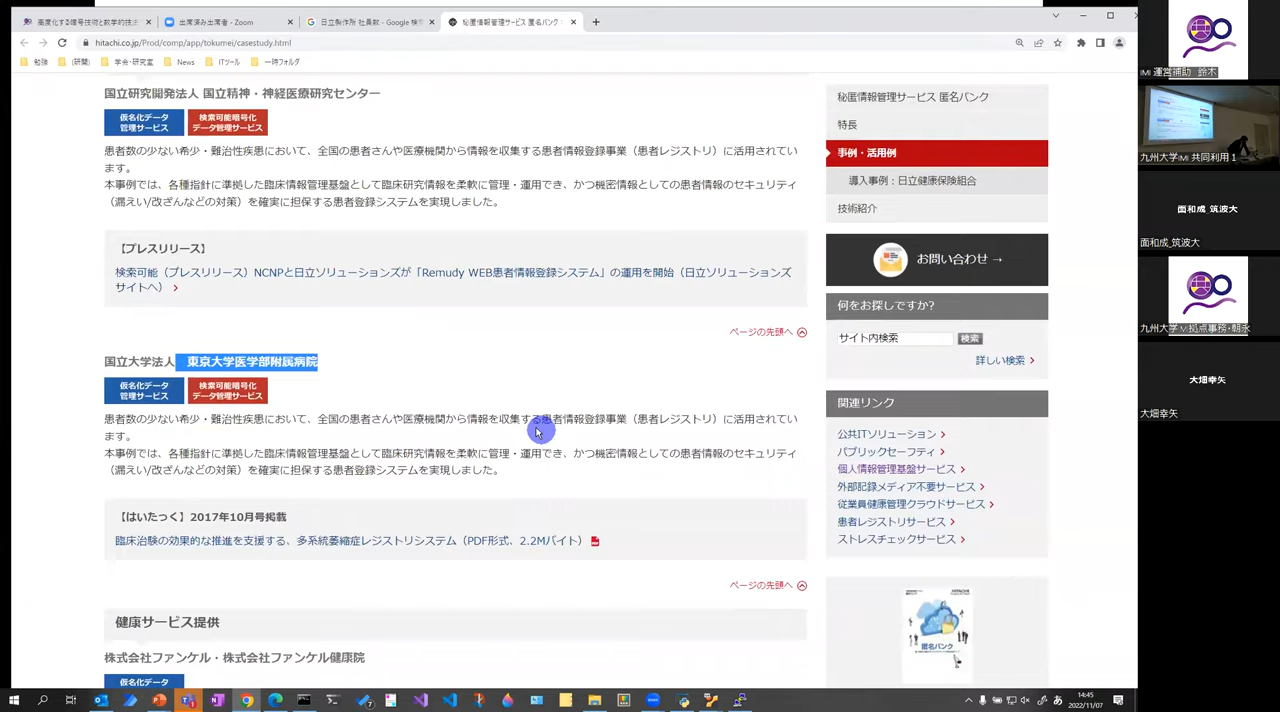 高度化する暗号技術と数学的技法
出席済み出席者 - Zoom
日立製作所 社員数 - Google 検索
秘匿情報管理サービス 匿名バンク:
hitachi.co.jp/Prod/comp/app/tokumei/casestudy.html
勉強
(研開)
学会・研究室
News
ITツール
一時フォルダ
国立研究開発法人 国立精神・神経医療研究センター
仮名化データ
管理サービス
検索可能暗号化
データ管理サービス
患者数の少ない希少・難治性疾患において、全国の患者さんや医療機関から情報を収集する患者情報登録事業（患者レジストリ）に活用されてい
ます。
本事例では、各種指針に準拠した臨床情報管理基盤として臨床研究情報を柔軟に管理・運用でき、かつ機密情報としての患者情報のセキュリティ
（漏えい/改ざんなどの対策）を確実に担保する患者登録システムを実現しました。
【プレスリリース】
検索可能（プレスリリース）NCNPと日立ソリューションズが「Remudy WEB患者情報登録システム」の運用を開始（日立ソリューションズ
サイトへ）
ページの先頭へ
国立大学法人 東京大学医学部附属病院
仮名化データ
管理サービス
検索可能暗号化
データ管理サービス
患者数の少ない希少・難治性疾患において、全国の患者さんや医療機関から情報を収集する患者情報登録事業（患者レジストリ）に活用されてい
ます。
本事例では、各種指針に準拠した臨床情報管理基盤として臨床研究情報を柔軟に管理・運用でき、かつ機密情報としての患者情報のセキュリティ
（漏えい/改ざんなどの対策）を確実に担保する患者登録システムを実現しました。
【はいたっく】2017年10月号掲載
臨床治験の効果的な推進を支援する、多系統萎縮症レジストリシステム（PDF形式、2.2Mバイト）
ページの先頭へ
健康サービス提供
株式会社ファンケル・株式会社ファンケル健康院
仮名化データ
秘匿情報管理サービス 匿名バンク
特長
事例・活用例
導入事例：日立健康保険組合
技術紹介
お問い合わせ →
何をお探しですか?
サイト内検索
検索
詳しい検索
関連リンク
公共ITソリューション
パブリックセーフティ
個人情報管理基盤サービス
外部記録メディア不要サービス
従業員健康管理クラウドサービス
患者レジストリサービス
ストレスチェックサービス
匿名バンク
IMI 運営補助 鈴木
九州大学IMI 共同利用 1
面和成_筑波大
面和成_筑波大
九州大学IMI拠点事務・朝永
大畑幸矢
大畑幸矢
14:45
2022/11/07